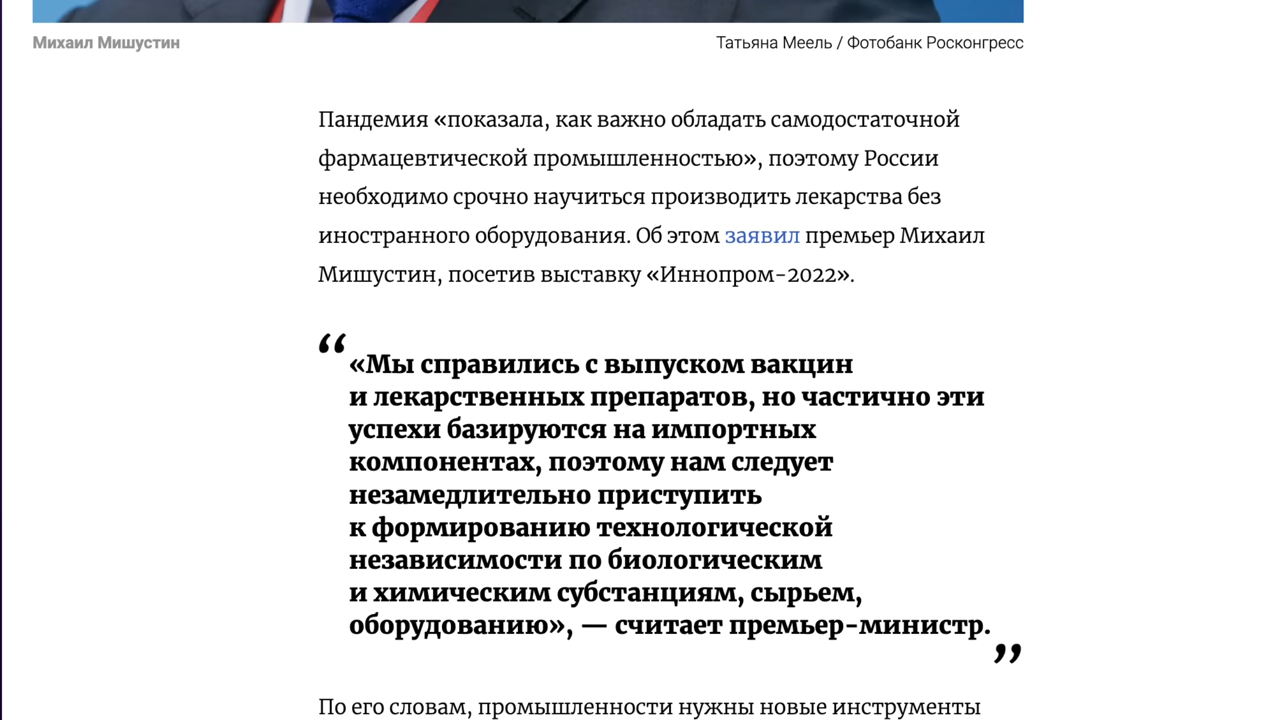 Михаил Мишустин
Татьяна Меель / Фотобанк Росконгресс
Пандемия «показала, как важно обладать самодостаточной
фармацевтической промышленностью», поэтому России
необходимо срочно научиться производить лекарства без
иностранного оборудования. Об этом заявил премьер Михаил
Мишустин, посетив выставку «Иннопром-2022».
“«Мы справились с выпуском вакцин
и лекарственных препаратов, но частично эти
успехи базируются на импортных
компонентах, поэтому нам следует
незамедлительно приступить
к формированию технологической
независимости по биологическим
и химическим субстанциям, сырьем,
оборудованию», — считает премьер-министр.
”
По его словам, промышленности нужны новые инструменты